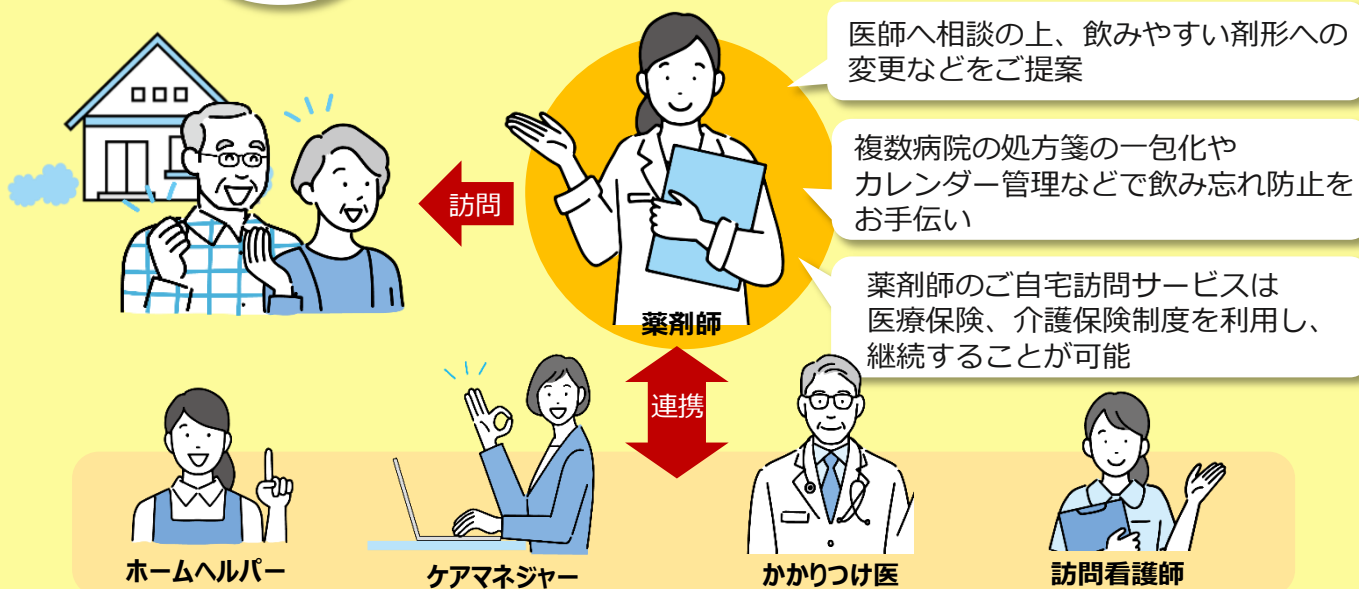 医師へ相談の上、飲みやすい剤形への
変更などをご提案
複数病院の処方箋の一包化や
カレンダー管理などで飲み忘れ防止を
お手伝い
訪問
薬剤師のご自宅訪問サービスは
医療保険、介護保険制度を利用し、
継続することが可能
薬剤師
連携
ホームヘルパー
ケアマネジャー
かかりつけ医
訪問看護師